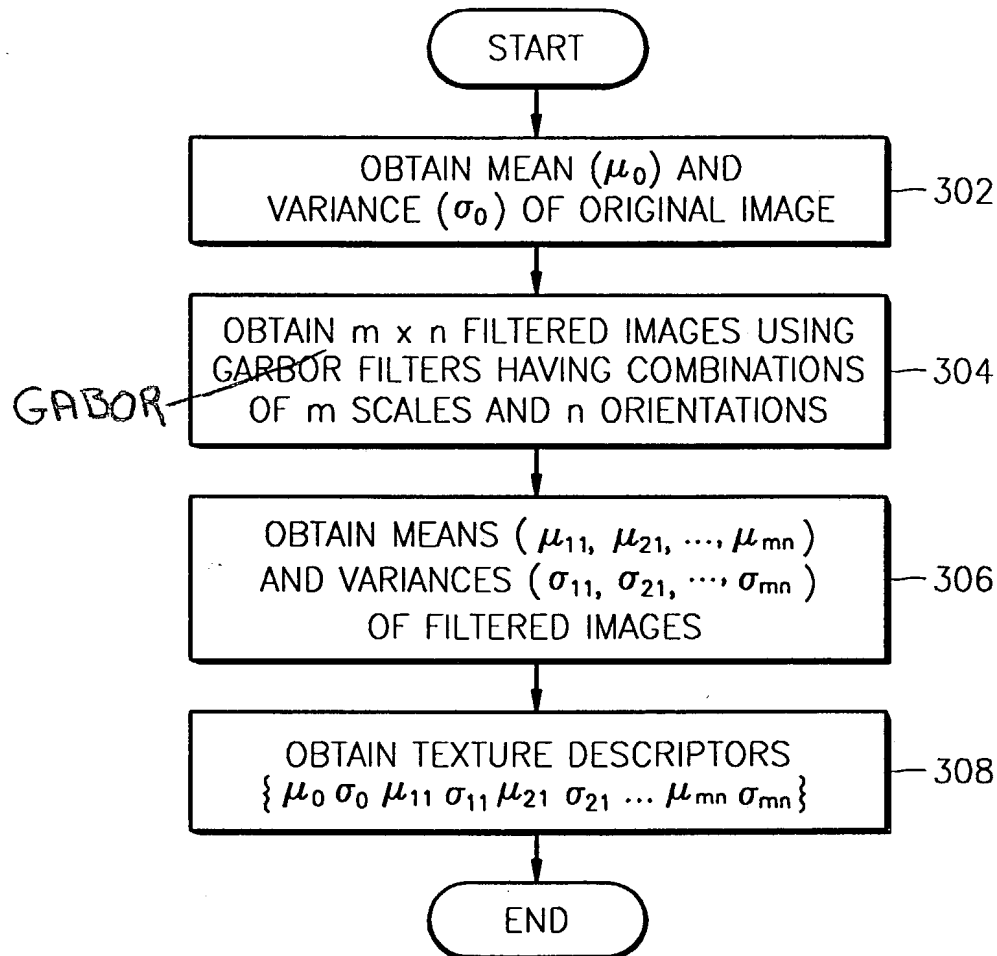 START
OBTAIN MEAN (μ₀) AND
VARIANCE (σ₀) OF ORIGINAL IMAGE
302
OBTAIN m x n FILTERED IMAGES USING
GARBOR FILTERS HAVING COMBINATIONS
OF m SCALES AND n ORIENTATIONS
304
GABOR
OBTAIN MEANS (μ₁₁, μ₂₁, ..., μₘₙ)
AND VARIANCES (σ₁₁, σ₂₁, ..., σₘₙ)
OF FILTERED IMAGES
306
OBTAIN TEXTURE DESCRIPTORS
{μ₀ σ₀ μ₁₁ σ₁₁ μ₂₁ σ₂₁ ... μₘₙ σₘₙ}
308
END